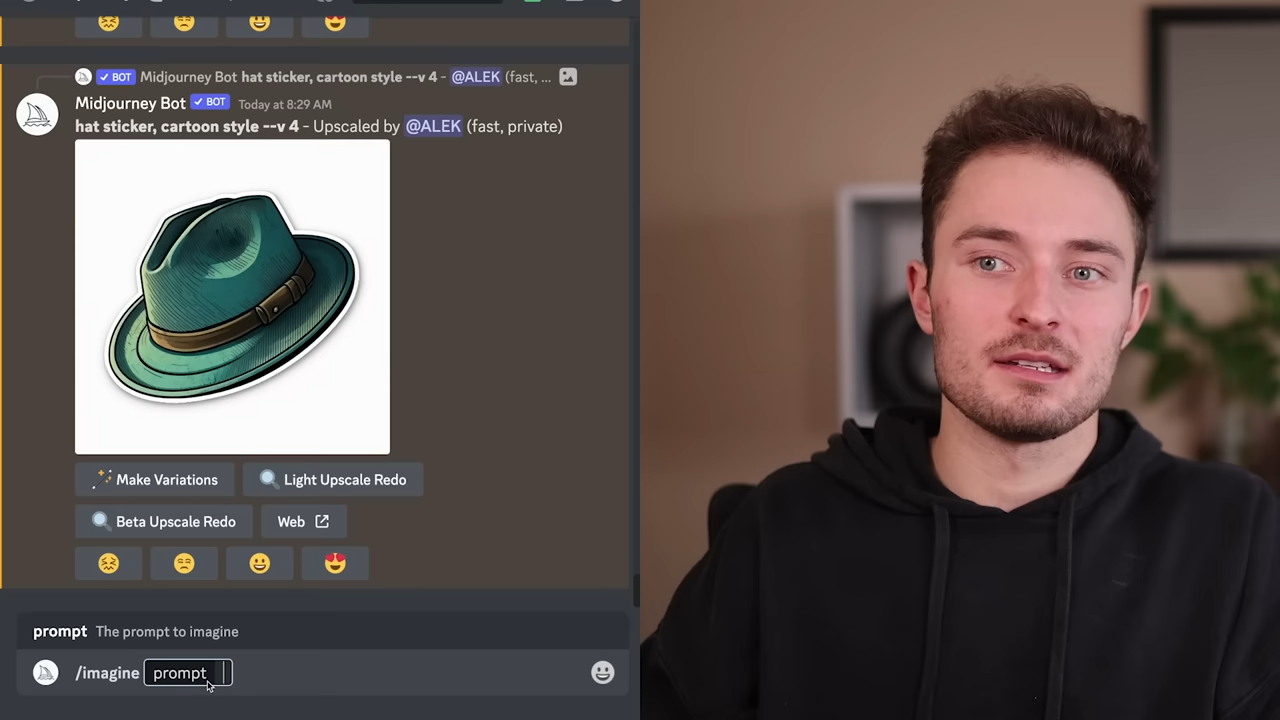 BOT Midjourney Bot hat sticker, cartoon style --v 4 - @ALEK (fast, ...
Midjourney Bot BOT Today at 8:29 AM
hat sticker, cartoon style --v 4 - Upscaled by @ALEK (fast, private)
Make Variations
Light Upscale Redo
Beta Upscale Redo
Web
prompt The prompt to imagine
/imagine prompt